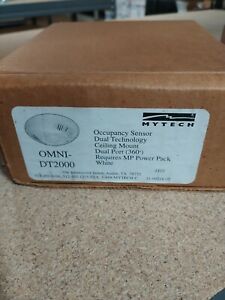 MYTECH
Occupancy Sensor
Dual Technology
Ceiling Mount
Dual Port (360°)
Requires MP Power Pack
White
OMNI-
DT2000